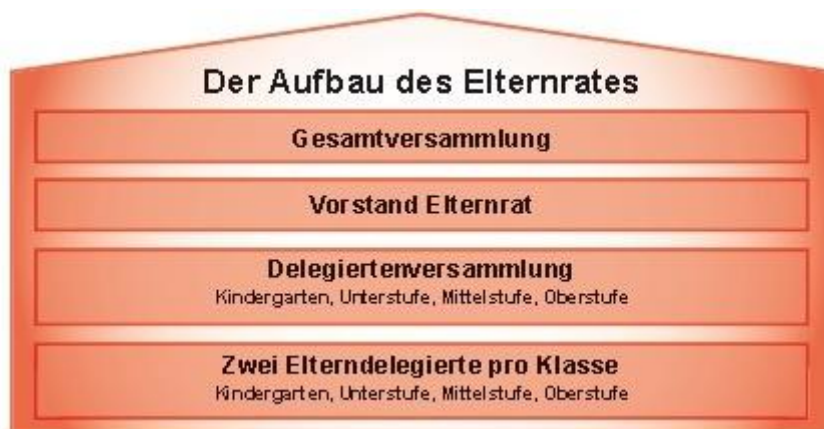 Der Aufbau des Elternrates
Gesamtversammlung
Vorstand Elternrat
Delegiertenversammlung
Kindergarten, Unterstufe, Mittelstufe, Oberstufe
Zwei Elterndelegierte pro Klasse
Kindergarten, Unterstufe, Mittelstufe, Oberstufe